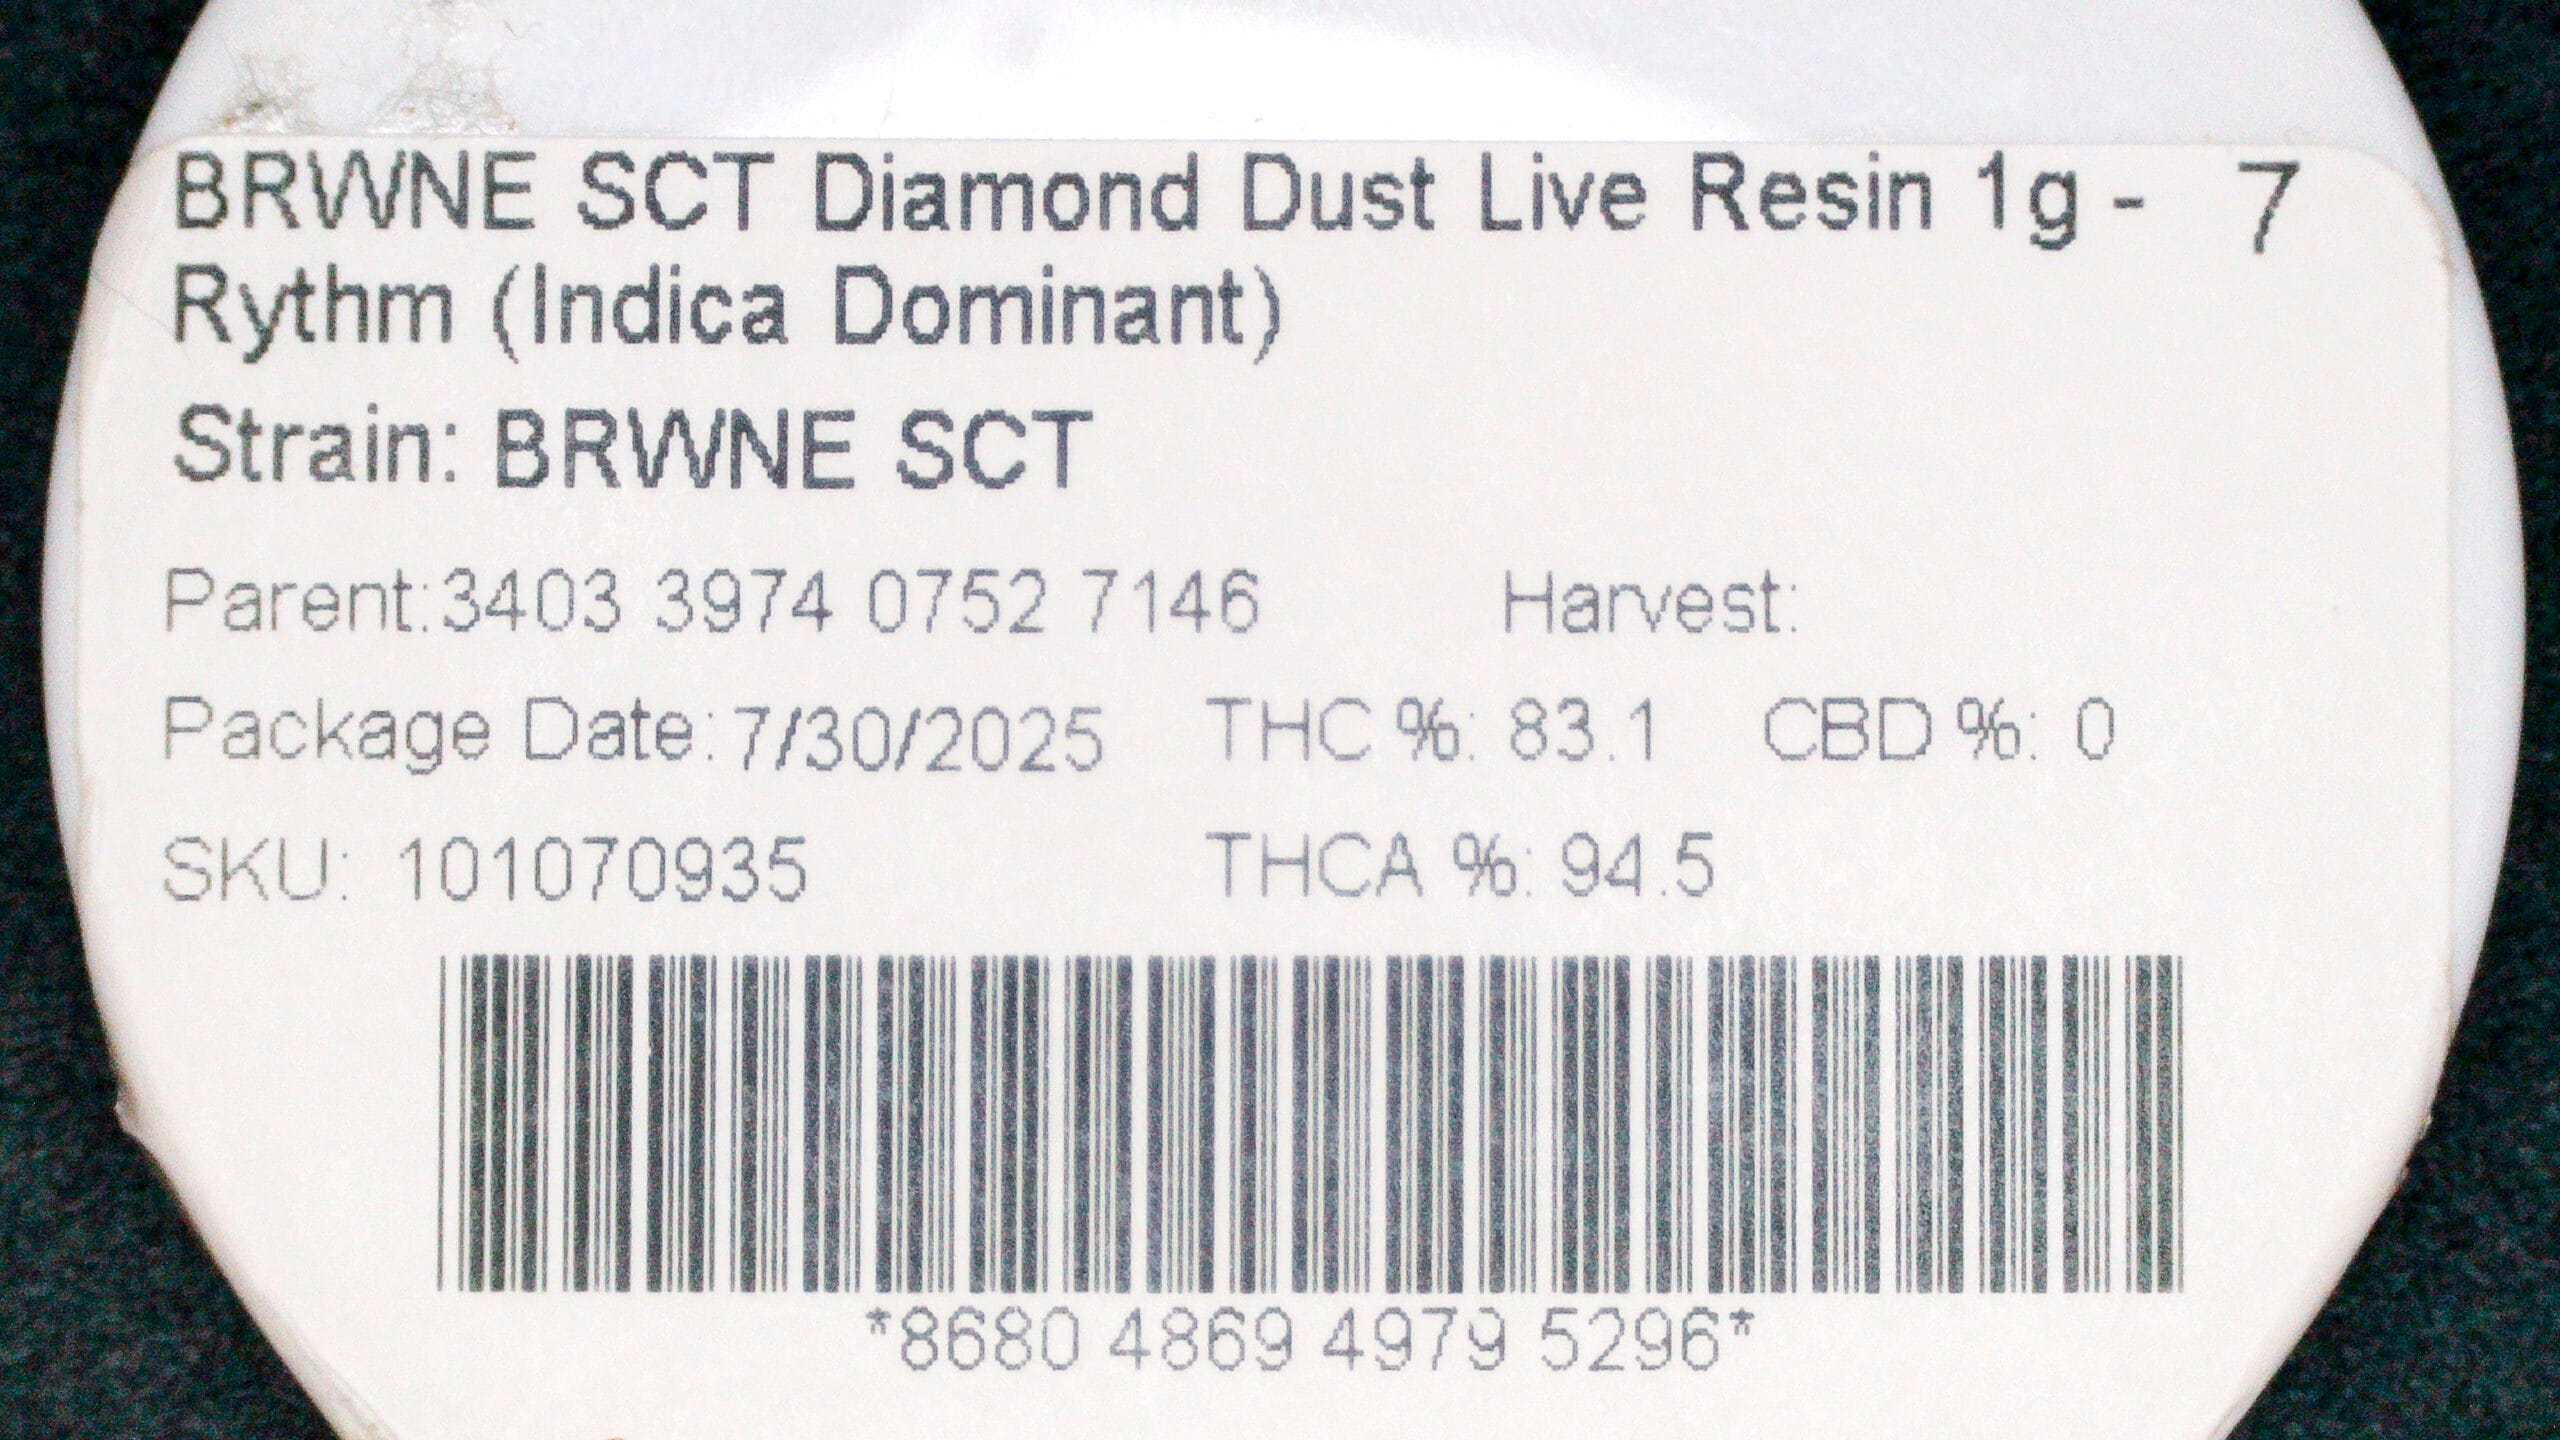 BRWNE SCT Diamond Dust Live Resin 1g - 7
Rythm (Indica Dominant)
Strain: BRWNE SCT
Parent:3403 3974 0752 7146 Harvest:
Package Date: 7/30/2025 THC %: 83.1 CBD %: 0
SKU: 101070935 THCA %: 94.5
*8680 4869 4979 5296*